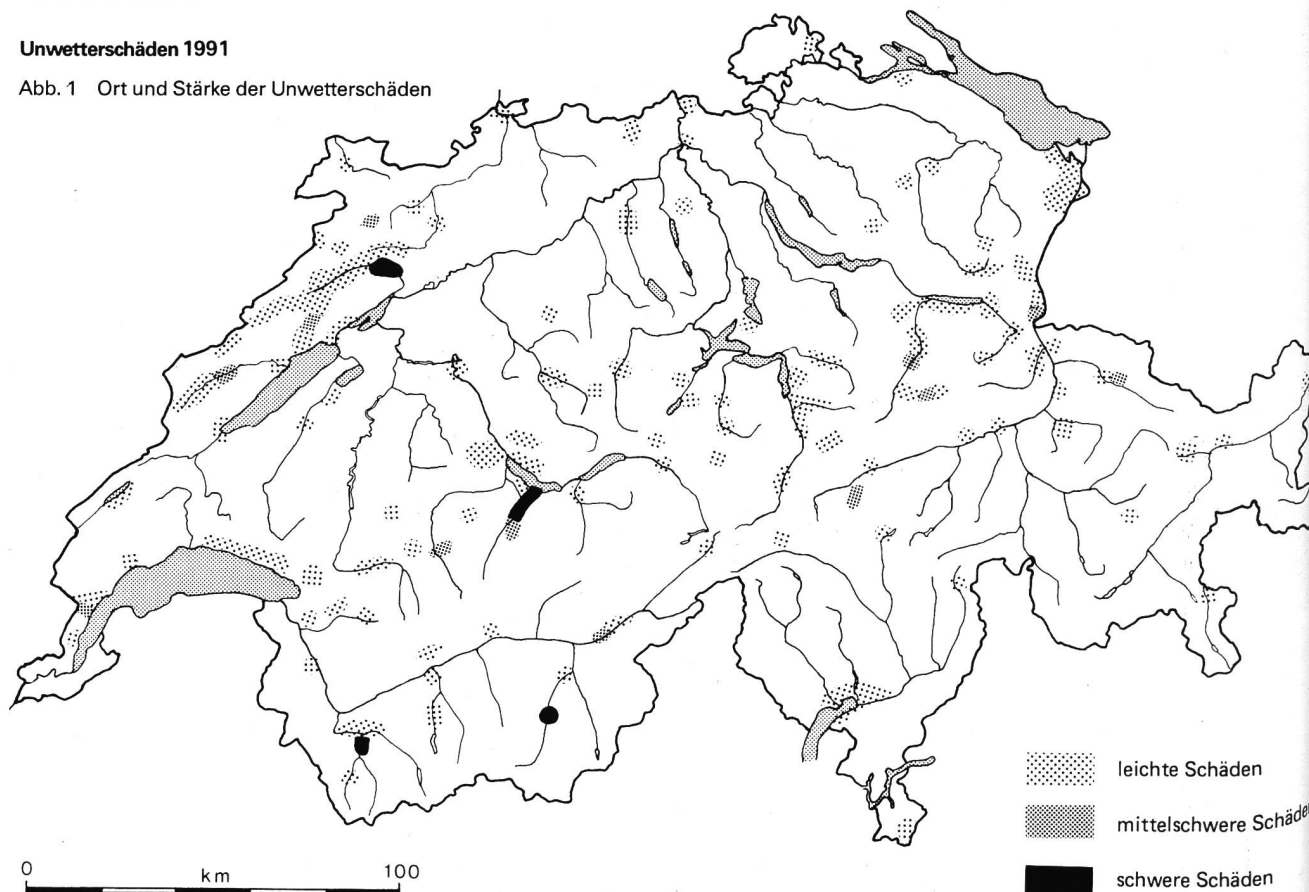 Unwetterschäden 1991
Abb. 1 Ort und Stärke der Unwetterschäden
leichte Schäden
mittelschwere Schäden
schwere Schäden
0 km 100